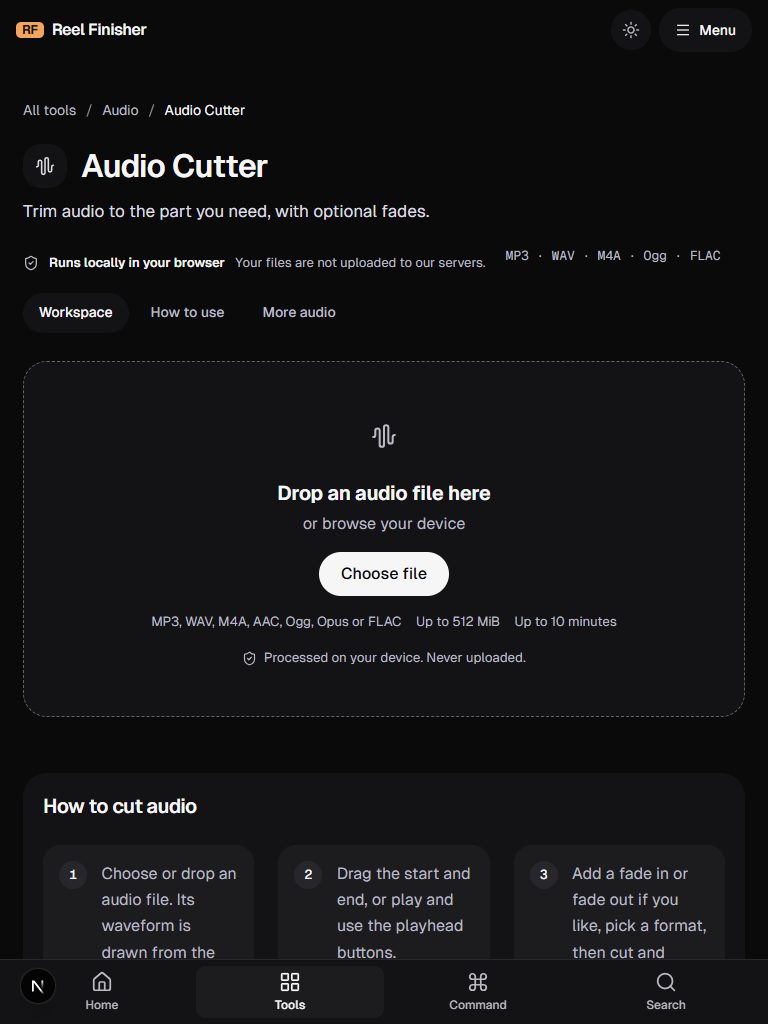 RF Reel Finisher
Menu
All tools / Audio / Audio Cutter
Audio Cutter
Trim audio to the part you need, with optional fades.
Runs locally in your browser Your files are not uploaded to our servers.
MP3 · WAV · M4A · Ogg · FLAC
Workspace How to use More audio
Drop an audio file here
or browse your device
Choose file
MP3, WAV, M4A, AAC, Ogg, Opus or FLAC Up to 512 MiB Up to 10 minutes
Processed on your device. Never uploaded.
How to cut audio
1
Choose or drop an
audio file. Its
waveform is
drawn from the
2
Drag the start and
end, or play and
use the playhead
buttons.
3
Add a fade in or
fade out if you
like, pick a format,
then cut and
N
Home
Tools
Command
Search